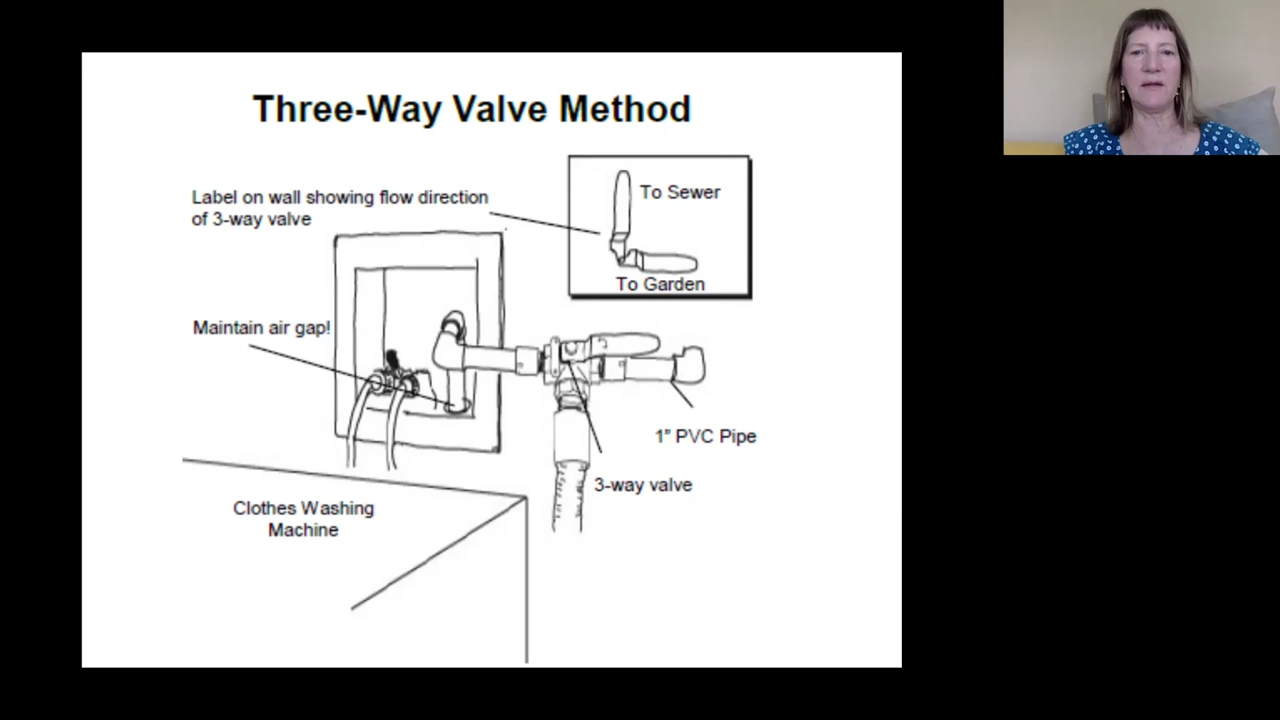 Three-Way Valve Method
Label on wall showing flow direction
of 3-way valve
To Sewer
To Garden
Maintain air gap!
1” PVC Pipe
3-way valve
Clothes Washing
Machine